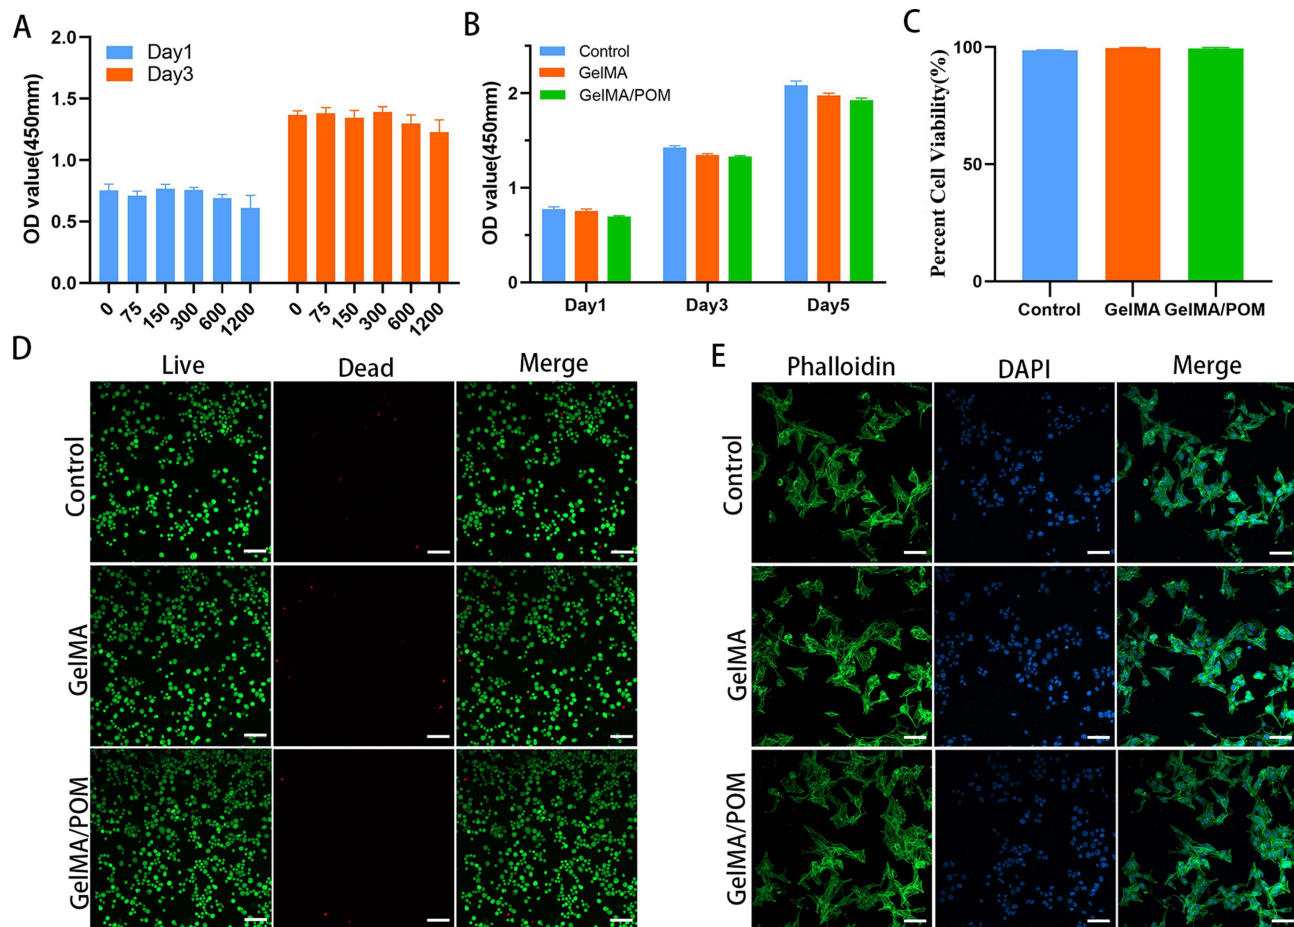 A
OD value(450mm)
2.0
1.5
1.0
0.5
0.0
Day1
Day3
0 75 150 300 600 1200 0 75 150 300 600 1200
B
OD value(450mm)
2
1
0
Control
GelMA
GelMA/POM
Day1 Day3 Day5
C
Percent Cell Viability(%)
100
50
0
Control GelMA GelMA/POM
D
Live Dead Merge
Control
GelMA
GelMA/POM
E
Phalloidin DAPI Merge
Control
GelMA
GelMA/POM